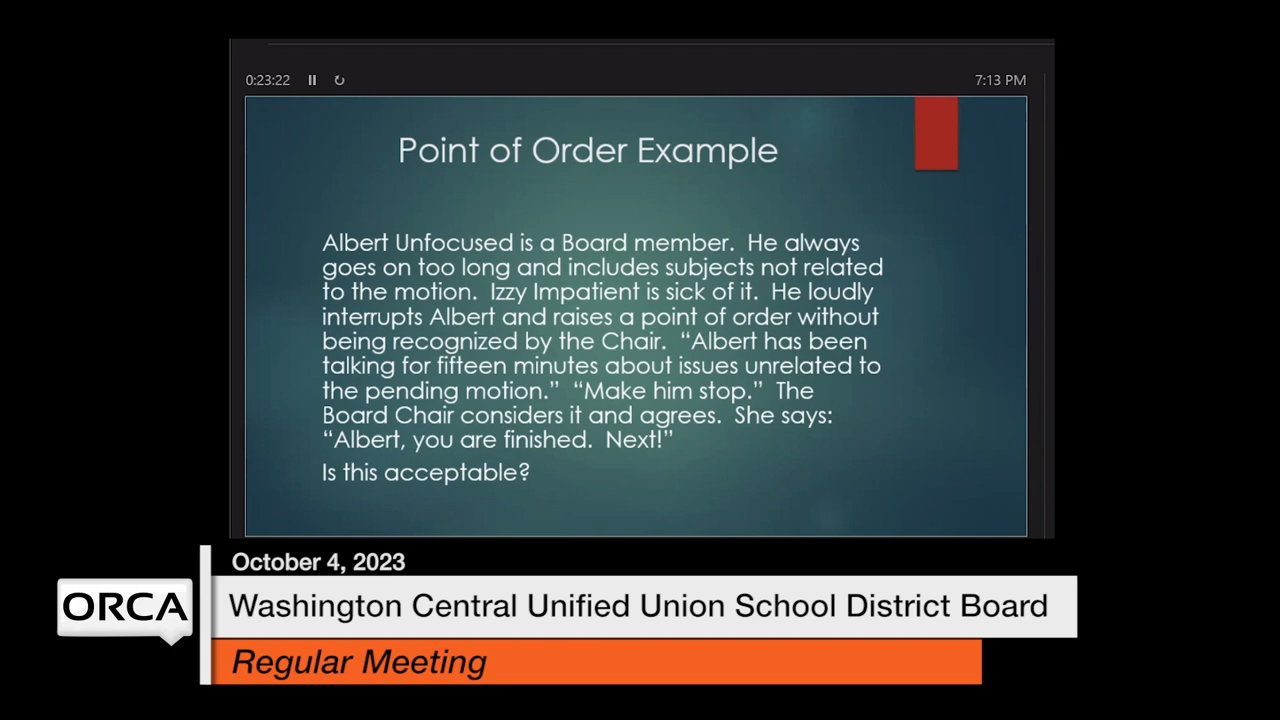 0:23:22
7:13 PM
Point of Order Example
Albert Unfocused is a Board member.  He always
goes on too long and includes subjects not related
to the motion.  Izzy Impatient is sick of it.  He loudly
interrupts Albert and raises a point of order without
being recognized by the Chair.  “Albert has been
talking for fifteen minutes about issues unrelated to
the pending motion.”  “Make him stop.”  The
Board Chair considers it and agrees.  She says:
“Albert, you are finished.  Next!”
Is this acceptable?
October 4, 2023
ORCA
Washington Central Unified Union School District Board
Regular Meeting